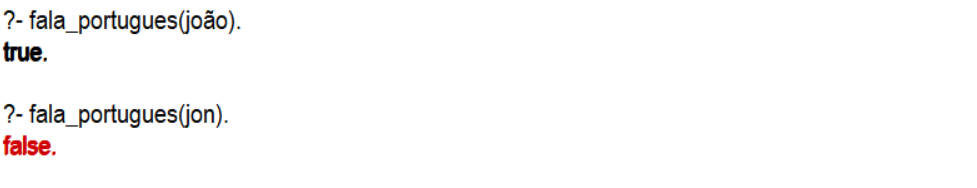 ?- fala_portugues(joão).
true.
?- fala_portugues(jon).
false.